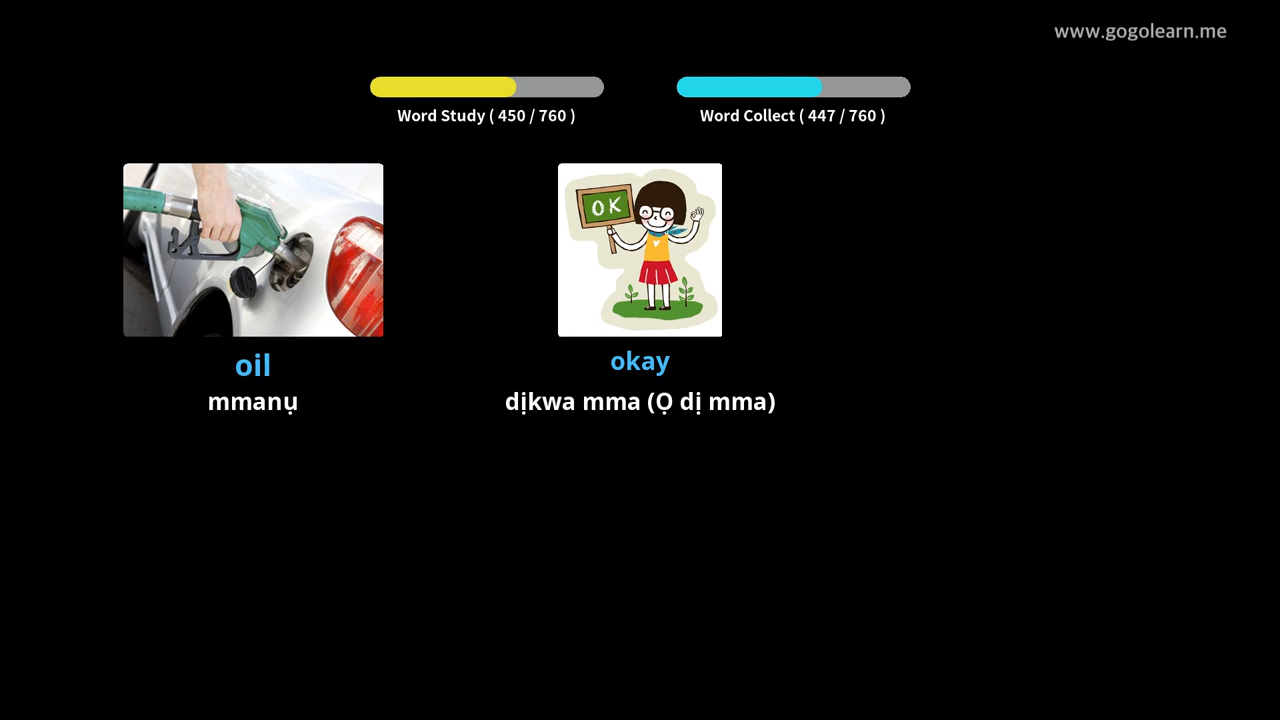 www.gogolearn.me
Word Study ( 450 / 760 )
Word Collect ( 447 / 760 )
OK
oil
mmanụ
okay
dịkwa mma (Ọ dị mma)